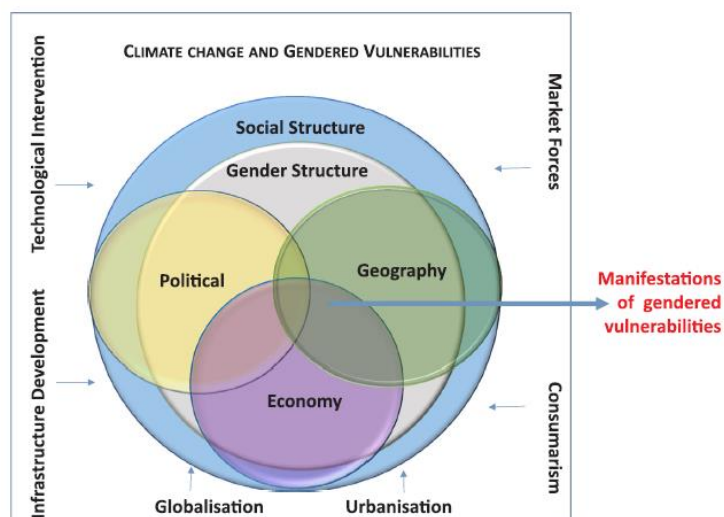 CLIMATE CHANGE AND GENDERED VULNERABILITIES
Technological Intervention
Infrastructure Development
Social Structure
Gender Structure
Political
Geography
Economy
Market Forces
Consumarism
Globalisation
Urbanisation
Manifestations
of gendered
vulnerabilities